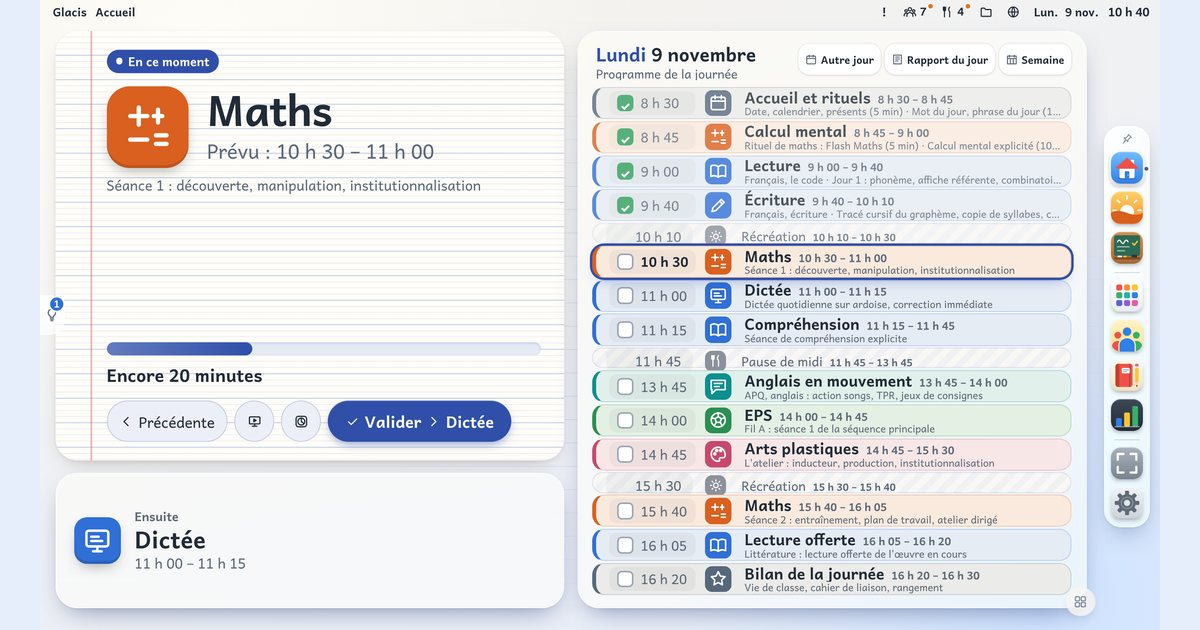 Glacis Accueil
! 7 4 Lun. 9 nov. 10 h 40
En ce moment
Maths
Prévu : 10 h 30 – 11 h 00
Séance 1 : découverte, manipulation, institutionnalisation
1
Encore 20 minutes
Précédente
Valider > Dictée
Ensuite
Dictée
11 h 00 – 11 h 15
Lundi 9 novembre
Programme de la journée
Autre jour
Rapport du jour
Semaine
8 h 30 Accueil et rituels 8 h 30 – 8 h 45
Date, calendrier, présents (5 min) · Mot du jour, phrase du jour (1…
8 h 45 Calcul mental 8 h 45 – 9 h 00
Rituel de maths : Flash Maths (5 min) · Calcul mental explicité (10…
9 h 00 Lecture 9 h 00 – 9 h 40
Français, le code · Jour 1 : phonème, affiche référente, combinatoi…
9 h 40 Écriture 9 h 40 – 10 h 10
Français, écriture · Tracé cursif du graphème, copie de syllabes, c…
10 h 10 Récréation 10 h 10 – 10 h 30
10 h 30 Maths 10 h 30 – 11 h 00
Séance 1 : découverte, manipulation, institutionnalisation
11 h 00 Dictée 11 h 00 – 11 h 15
Dictée quotidienne sur ardoise, correction immédiate
11 h 15 Compréhension 11 h 15 – 11 h 45
Séance de compréhension explicite
11 h 45 Pause de midi 11 h 45 – 13 h 45
13 h 45 Anglais en mouvement 13 h 45 – 14 h 00
APQ, anglais : action songs, TPR, jeux de consignes
14 h 00 EPS 14 h 00 – 14 h 45
Fil A : séance 1 de la séquence principale
14 h 45 Arts plastiques 14 h 45 – 15 h 30
L'atelier : inducteur, production, institutionnalisation
15 h 30 Récréation 15 h 30 – 15 h 40
15 h 40 Maths 15 h 40 – 16 h 05
Séance 2 : entraînement, plan de travail, atelier dirigé
16 h 05 Lecture offerte 16 h 05 – 16 h 20
Littérature : lecture offerte de l'œuvre en cours
16 h 20 Bilan de la journée 16 h 20 – 16 h 30
Vie de classe, cahier de liaison, rangement